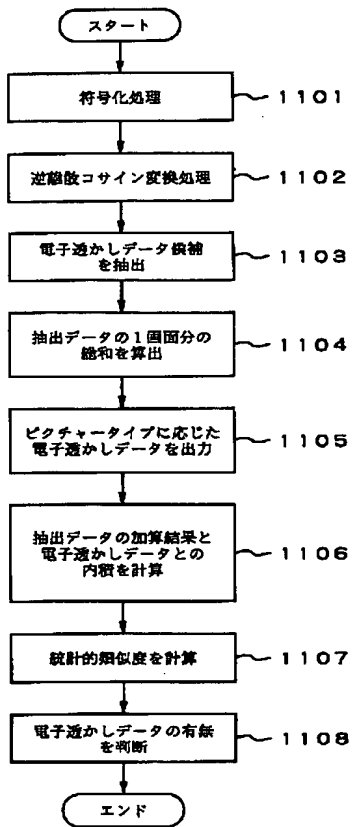 スタート
符号化処理
1101
逆離散コサイン変換処理
1102
電子透かしデータ候補
を抽出
1103
抽出データの1画面分の
総和を算出
1104
ピクチャータイプに応じた
電子透かしデータを出力
1105
抽出データの加算結果と
電子透かしデータとの
内積を計算
1106
統計的類似度を計算
1107
電子透かしデータの有無
を判断
1108
エンド